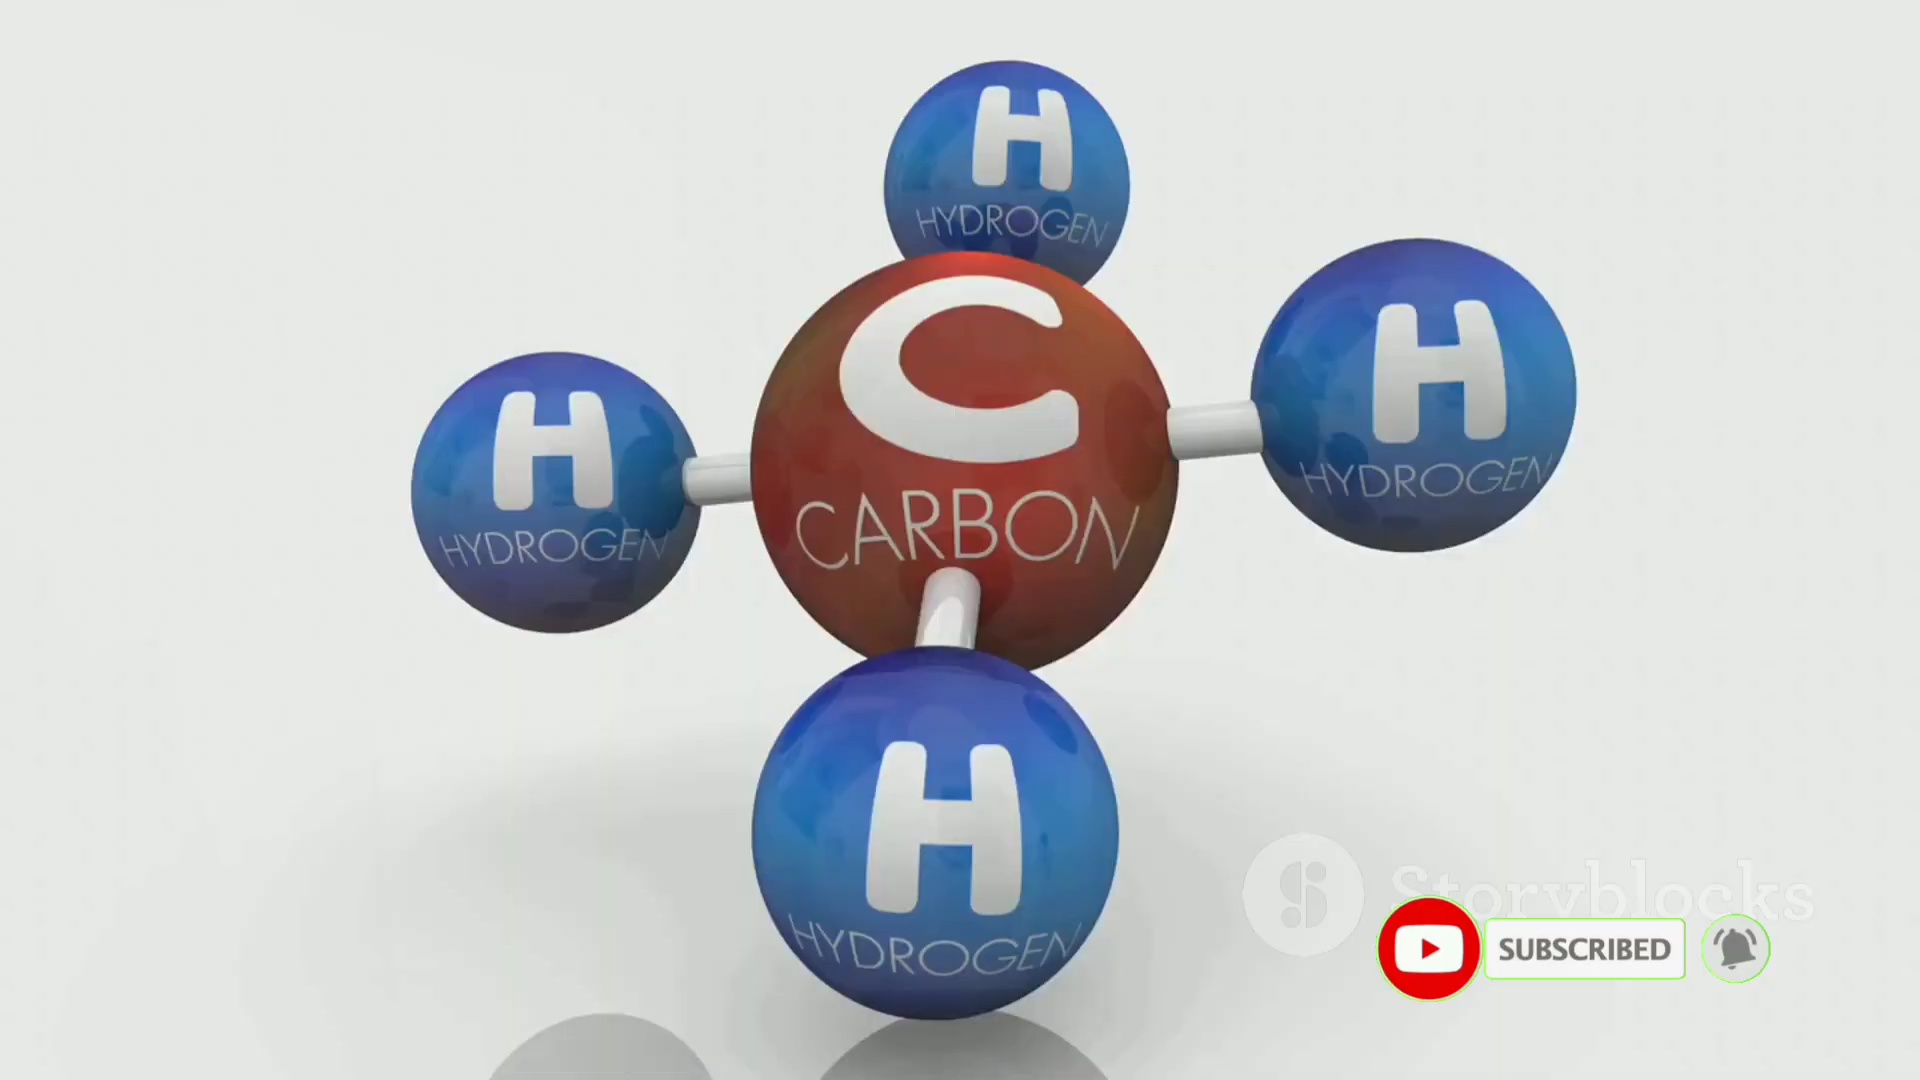 H
HYDROGEN
H
HYDROGEN
C
CARBON
H
HYDROGEN
H
HYDROGEN
Storyblocks
SUBSCRIBED